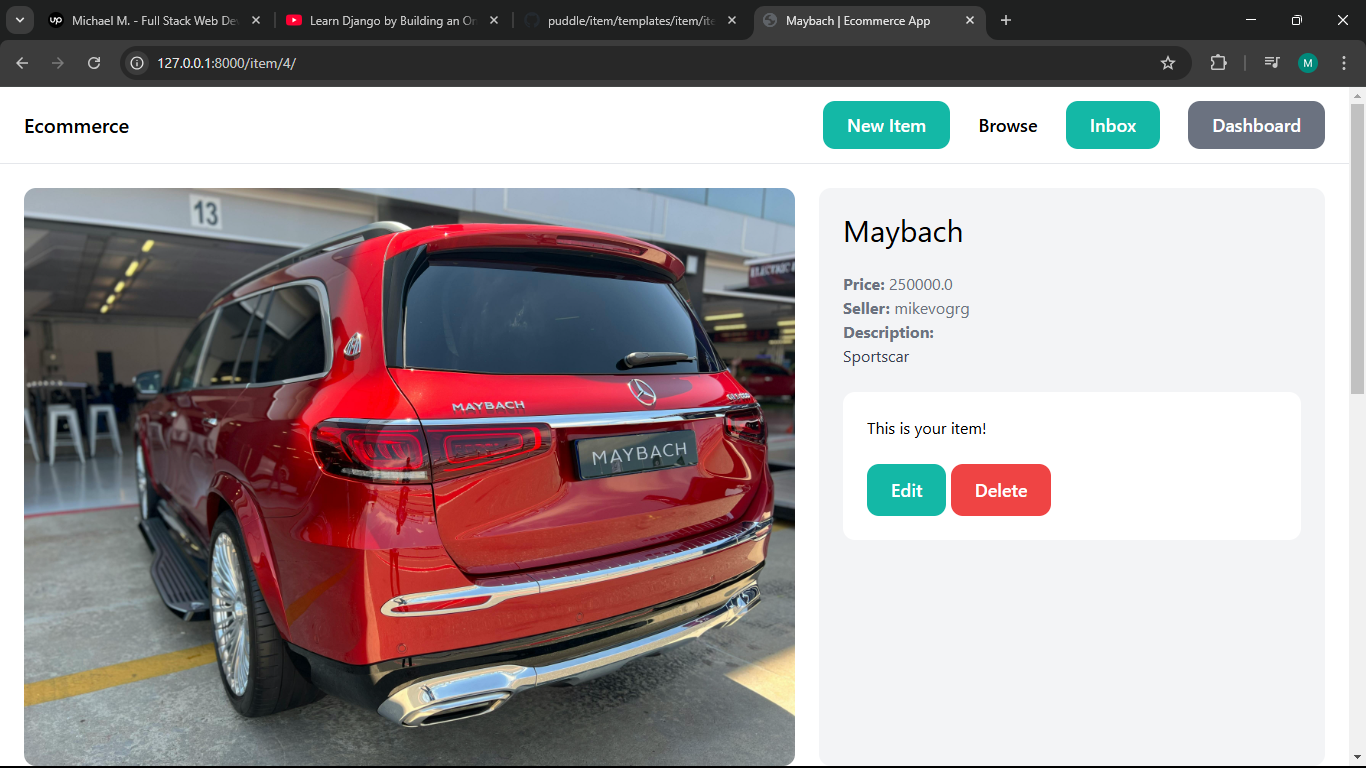 Michael M. - Full Stack Web De
Learn Django by Building an On
puddle/item/templates/item/ite
Maybach | Ecommerce App
127.0.0.1:8000/item/4/
M
Ecommerce
New Item
Browse
Inbox
Dashboard
13
MAYBACH
MAYBACH
Maybach
Price: 250000.0
Seller: mikevogrg
Description:
Sportscar
This is your item!
Edit
Delete